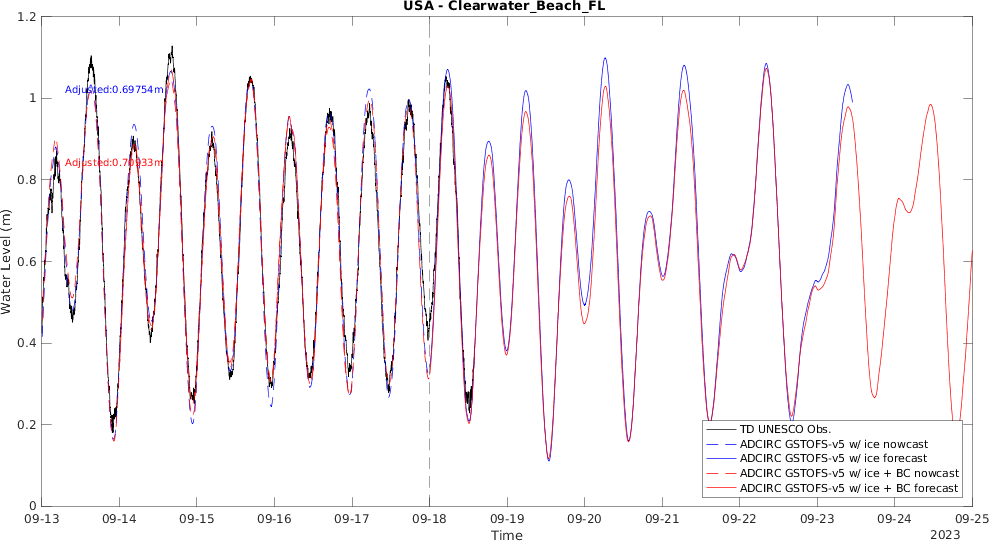 USA - Clearwater_Beach_FL
1.2
1
0.8
0.6
0.4
0.2
0
Water Level (m)
Adjusted:0.69754m
Adjusted:0.70933m
TD UNESCO Obs.
ADCIRC GSTOFS-v5 w/ ice nowcast
ADCIRC GSTOFS-v5 w/ ice forecast
ADCIRC GSTOFS-v5 w/ ice + BC nowcast
ADCIRC GSTOFS-v5 w/ ice + BC forecast
09-13 09-14 09-15 09-16 09-17 09-18 09-19 09-20 09-21 09-22 09-23 09-24 09-25
Time
2023